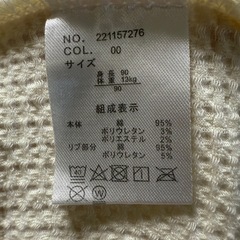 NO. 221157276
COL. 00
サイズ
身長 90
体重 13kg
90
組成表示
本体 綿 95%
ポリウレタン 3%
ポリエステル 2%
リブ部分 綿 95%
ポリウレタン 5%
40